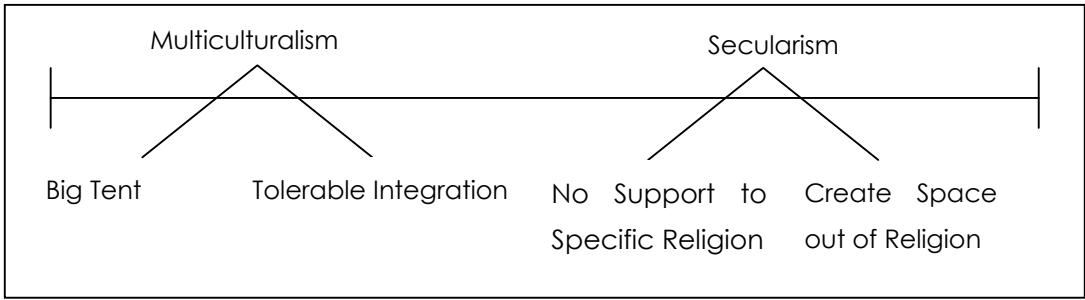 Multiculturalism
Secularism
Big Tent
Tolerable Integration
No Support to
Specific Religion
Create Space
out of Religion